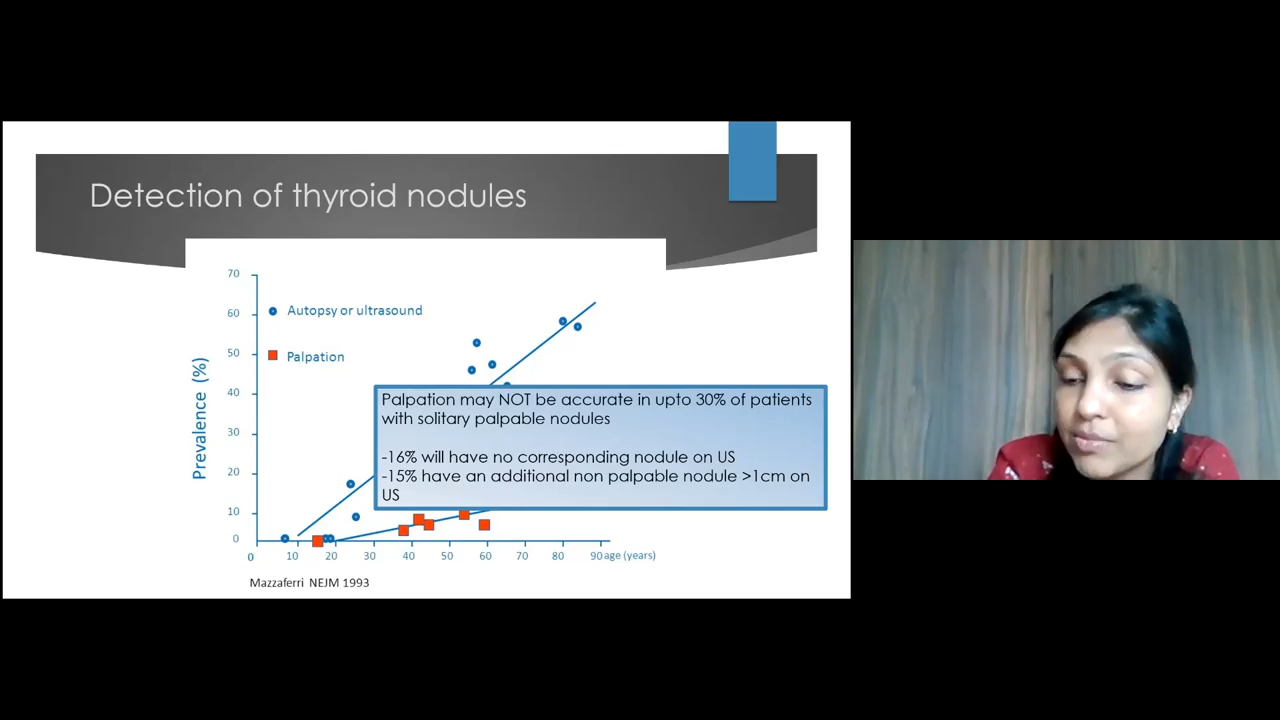 Detection of thyroid nodules
70
60
50
40
30
20
10
0
Prevalence (%)
Autopsy or ultrasound
Palpation
Palpation may NOT be accurate in upto 30% of patients
with solitary palpable nodules
-16% will have no corresponding nodule on US
-15% have an additional non palpable nodule >1cm on
US
0 10 20 30 40 50 60 70 80 90 age (years)
Mazzaferri NEJM 1993